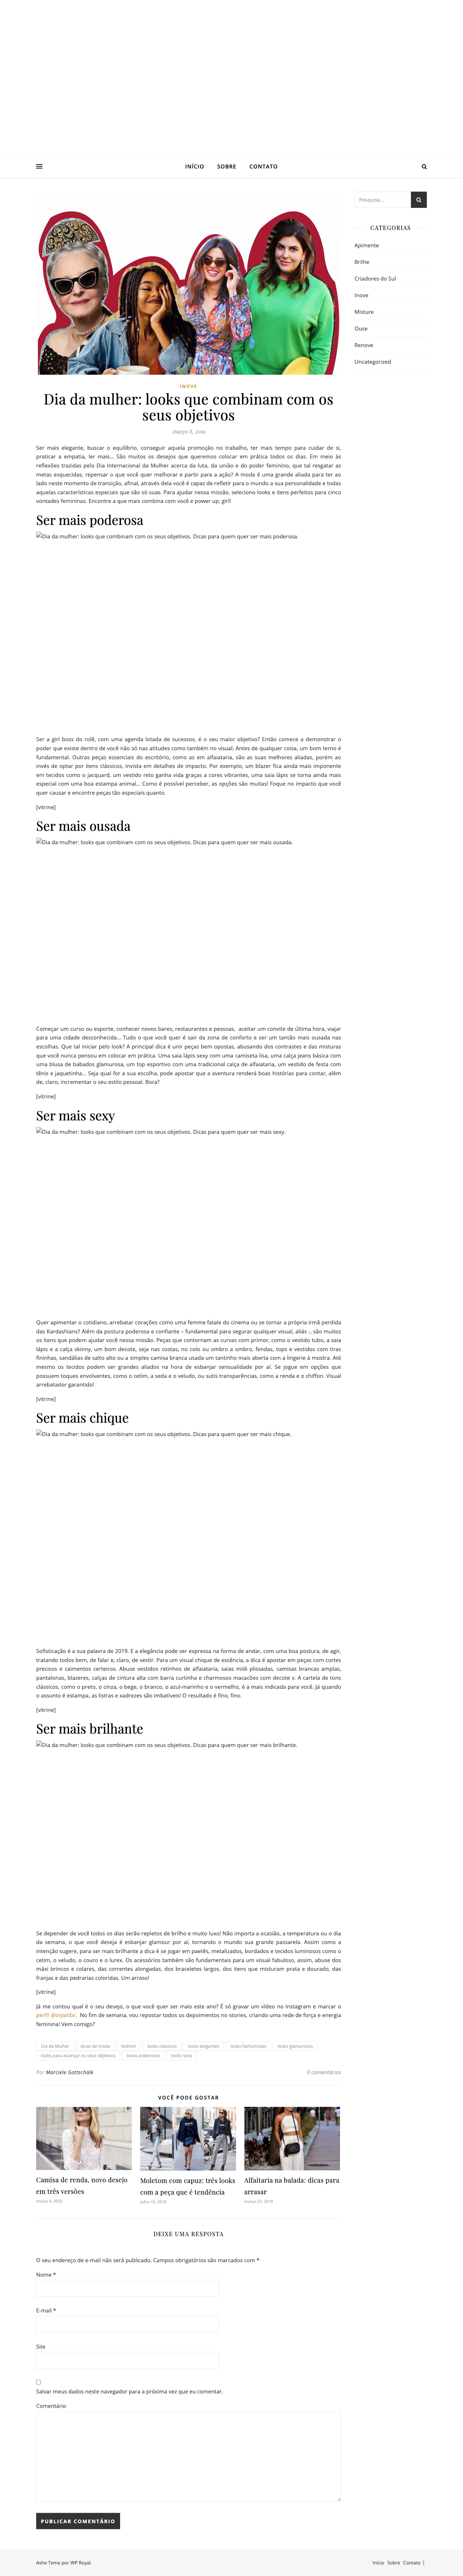 INÍCIO SOBRE CONTATO
Pesquisa...
CATEGORIAS
Apimente
Brilhe
Criadores do Sul
Inove
Misture
Ouse
Renove
Uncategorized
INOVE
Dia da mulher: looks que combinam com os
seus objetivos
março 8, 2019
Ser mais elegante, buscar o equilíbrio, conseguir aquela promoção no trabalho, ter mais tempo para cuidar de si,
praticar a empatia, ler mais... São muitos os desejos que queremos colocar em prática todos os dias. Em meio às
reflexões trazidas pelo Dia Internacional da Mulher acerca da luta, da união e do poder feminino, que tal resgatar as
metas esquecidas, repensar o que você quer melhorar e partir para a ação? A moda é uma grande aliada para ter ao
lado neste momento de transição, afinal, através dela você é capaz de refletir para o mundo a sua personalidade e todas
aquelas características especiais que são só suas. Para ajudar nessa missão, seleciono looks e itens perfeitos para cinco
vontades femininas. Encontre a que mais combina com você e power up, girl!
Ser mais poderosa
Dia da mulher: looks que combinam com os seus objetivos. Dicas para quem quer ser mais poderosa.
Ser a girl boss do rolê, com uma agenda lotada de sucessos, é o seu maior objetivo? Então comece a demonstrar o
poder que existe dentro de você não só nas atitudes como também no visual. Antes de qualquer coisa, um bom terno é
fundamental. Outras peças essenciais do escritório, como as em alfaiataria, são as suas melhores aliadas, porém ao
invés de optar por itens clássicos, invista em detalhes de impacto. Por exemplo, um blazer fica ainda mais imponente
em tecidos como o jacquard, um vestido reto ganha vida graças a cores vibrantes, uma saia lápis se torna ainda mais
especial com uma boa estampa animal... Como é possível perceber, as opções são muitas! Foque no impacto que você
quer causar e encontre peças tão especiais quanto.
[vitrine]
Ser mais ousada
Dia da mulher: looks que combinam com os seus objetivos. Dicas para quem quer ser mais ousada.
Começar um curso ou esporte, conhecer novos bares, restaurantes e pessoas, aceitar um convite de última hora, viajar
para uma cidade desconhecida... Tudo o que você quer é sair da zona de conforto e ser um tantinho mais ousada nas
escolhas. Que tal iniciar pelo look? A principal dica é unir peças bem opostas, abusando dos contrastes e das misturas
que você nunca pensou em colocar em prática. Uma saia lápis sexy com uma camiseta lisa, uma calça jeans básica com
uma blusa de babados glamurosa, um top esportivo com uma tradicional calça de alfaiataria, um vestido de festa com
tênis e jaquetinha... Seja qual for a sua escolha, pode apostar que a aventura renderá boas histórias para contar, além
de, claro, incrementar o seu estilo pessoal. Bora?
[vitrine]
Ser mais sexy
Dia da mulher: looks que combinam com os seus objetivos. Dicas para quem quer ser mais sexy.
Quer apimentar o cotidiano, arrebatar corações como uma femme fatale do cinema ou se tornar a própria irmã perdida
das Kardashians? Além da postura poderosa e confiante – fundamental para segurar qualquer visual, aliás -, são muitos
os itens que podem ajudar você nessa missão. Peças que contornam as curvas com primor, como o vestido tubo, a saia
lápis e a calça skinny, um bom decote, seja nas costas, no colo ou ombro a ombro, fendas, tops e vestidos com tiras
fininhas, sandálias de salto alto ou a simples camisa branca usada um tantinho mais aberta com a lingerie à mostra. Até
mesmo os tecidos podem ser grandes aliados na hora de esbanjar sensualidade por aí. Se jogue em opções que
possuem toques envolventes, como o cetim, a seda e o veludo, ou sutis transparências, como a renda e o chiffon. Visual
arrebatador garantido!
[vitrine]
Ser mais chique
Dia da mulher: looks que combinam com os seus objetivos. Dicas para quem quer ser mais chique.
Sofisticação é a sua palavra de 2019. E a elegância pode ser expressa na forma de andar, com uma boa postura, de agir,
tratando todos bem, de falar e, claro, de vestir. Para um visual chique de essência, a dica é apostar em peças com cortes
precisos e caimentos certeiros. Abuse vestidos retinhos de alfaiataria, saias mídi plissadas, camisas brancas amplas,
pantalonas, blazeres, calças de cintura alta com barra curtinha e charmosos macacões com decote v. A cartela de tons
clássicos, como o preto, o cinza, o bege, o branco, o azul-marinho e o vermelho, é a mais indicada para você. Já quando
o assunto é estampa, as listras e xadrezes são imbatíveis! O resultado é fino, fino.
[vitrine]
Ser mais brilhante
Dia da mulher: looks que combinam com os seus objetivos. Dicas para quem quer ser mais brilhante.
Se depender de você todos os dias serão repletos de brilho e muito luxo! Não importa a ocasião, a temperatura ou o dia
da semana, o que você deseja é esbanjar glamour por aí, tornando o mundo sua grande passarela. Assim como a
intenção sugere, para ser mais brilhante a dica é se jogar em paetês, metalizados, bordados e tecidos luminosos como o
cetim, o veludo, o couro e o lurex. Os acessórios também são fundamentais para um visual fabuloso, assim, abuse de
máxi brincos e colares, das correntes alongadas, dos braceletes largos, dos itens que misturam prata e dourado, das
franjas e das pedrarias coloridas. Um arraso!
[vitrine]
Já me contou qual é o seu desejo, o que você quer ser mais este ano? É só gravar um vídeo no Instagram e marcar o
perfil @oqvestir. No fim de semana, vou repostar todos os depoimentos no stories, criando uma rede de força e energia
feminina! Vem comigo?
Dia da Mulher dicas de moda fashion looks clássicos looks elegantes looks fashionistas looks glamurosos
looks para alcançar os seus objetivos looks poderosos looks sexy
Por Marciele Gottschalk 0 comentários
VOCÊ PODE GOSTAR
Camisa de renda, novo desejo
em três versões
março 9, 2020
Moletom com capuz: três looks
com a peça que é tendência
julho 18, 2018
Alfaitaria na balada: dicas para
arrasar
março 22, 2019
DEIXE UMA RESPOSTA
O seu endereço de e-mail não será publicado. Campos obrigatórios são marcados com *
Nome *
E-mail *
Site
Salvar meus dados neste navegador para a próxima vez que eu comentar.
Comentário
PUBLICAR COMENTÁRIO
Ashe Tema por WP Royal.
Início Sobre Contato |